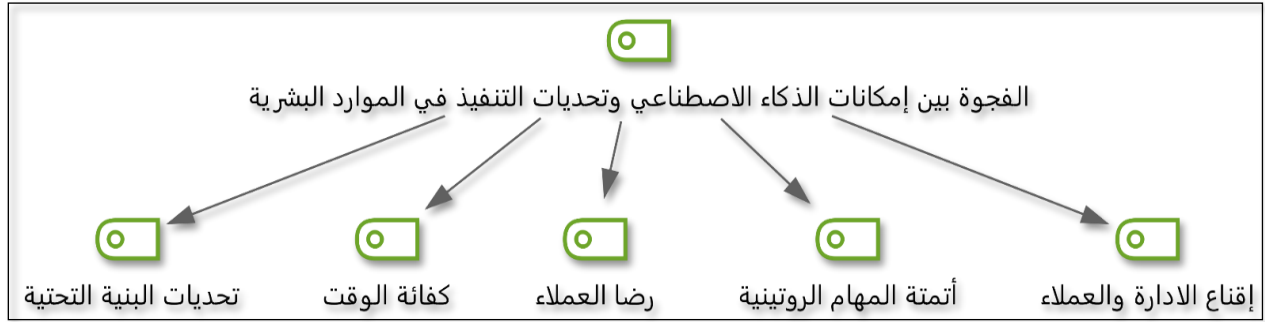 الفجوة بين إمكانات الذكاء الاصطناعي وتحديات التنفيذ في الموارد البشرية
إقناع الادارة والعملاء
أتمتة المهام الروتينية
رضا العملاء
كفائة الوقت
تحديات البنية التحتية